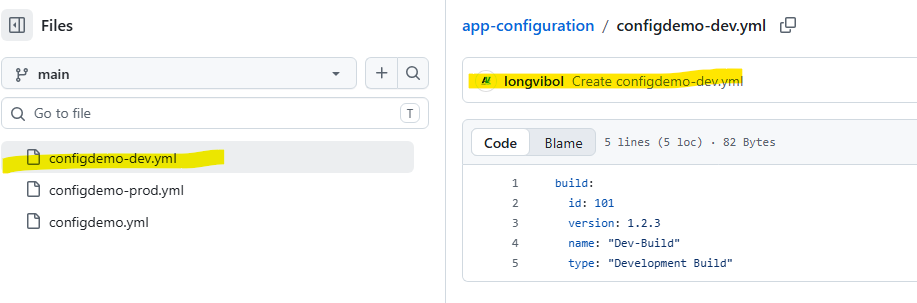 Files
main
Go to file
T
configdemo-dev.yml
configdemo-prod.yml
configdemo.yml
app-configuration / configdemo-dev.yml
longvibol Create configdemo-dev.yml
Code Blame 5 lines (5 loc) · 82 Bytes
1 build:
2 id: 101
3 version: 1.2.3
4 name: "Dev-Build"
5 type: "Development Build"